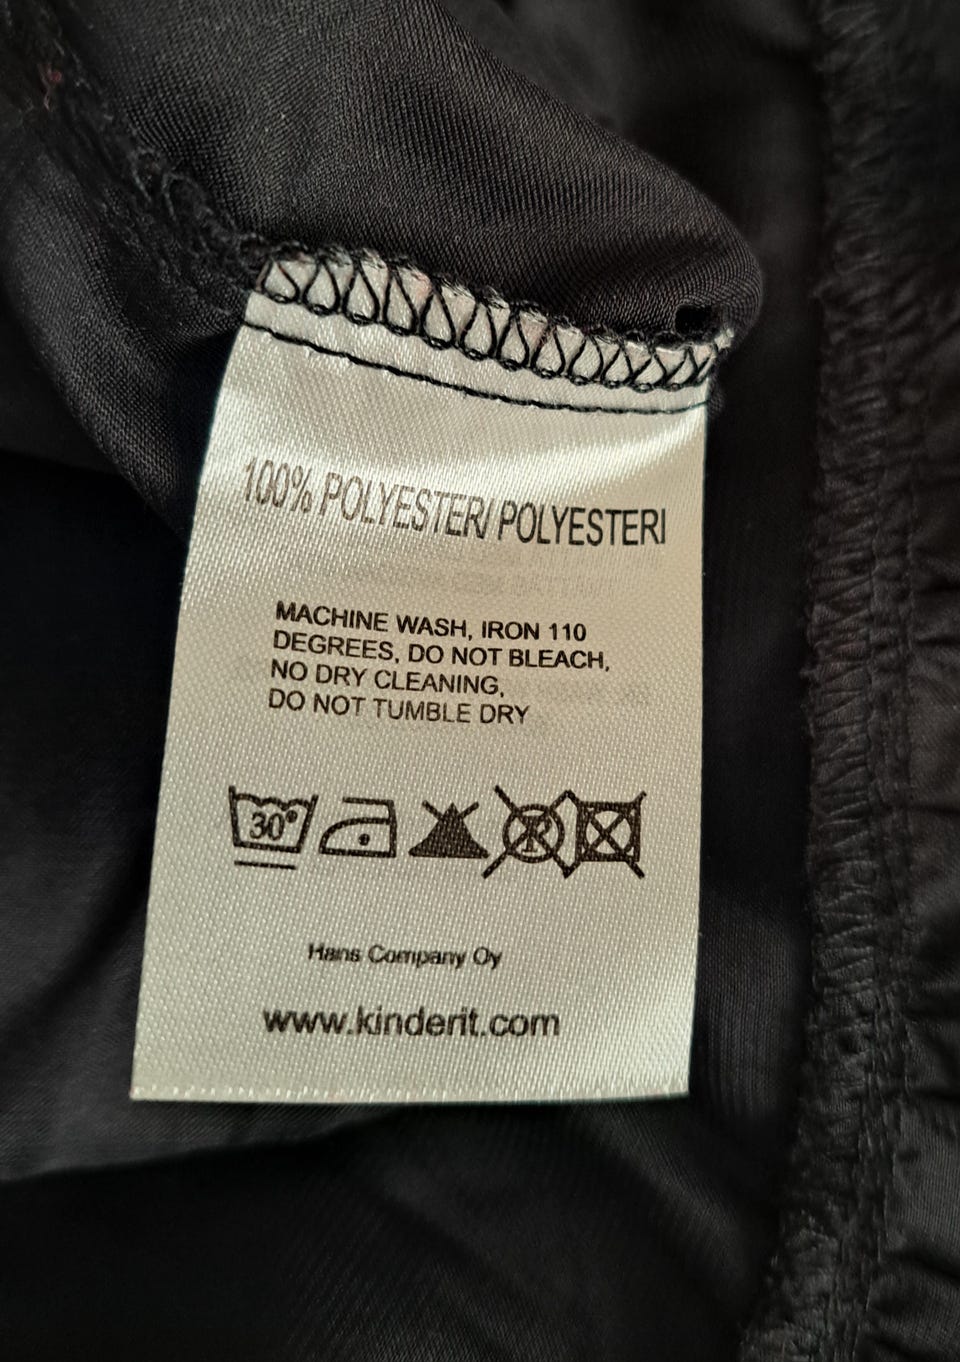 100% POLYESTER/ POLYESTERI
MACHINE WASH, IRON 110
DEGREES, DO NOT BLEACH,
NO DRY CLEANING,
DO NOT TUMBLE DRY
30°
R
Hans Company Oy
www.kinderit.com